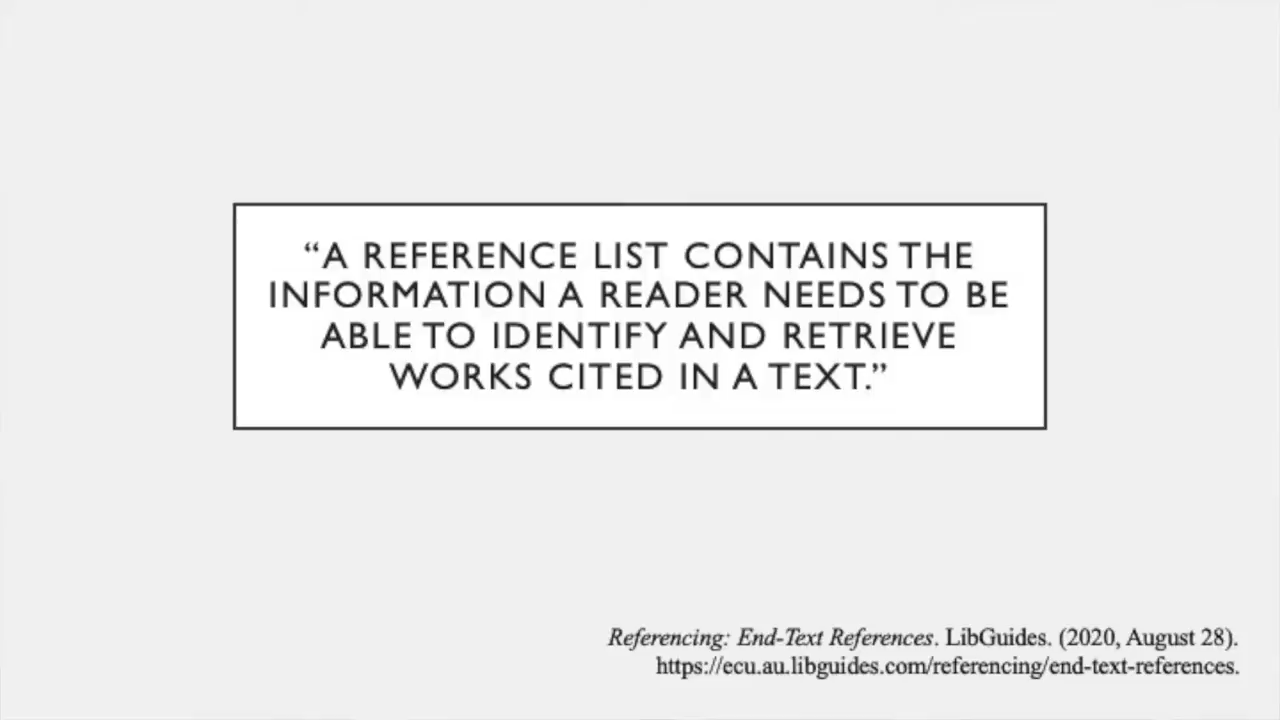 “A REFERENCE LIST CONTAINS THE
INFORMATION A READER NEEDS TO BE
ABLE TO IDENTIFY AND RETRIEVE
WORKS CITED IN A TEXT.”
Referencing: End-Text References. LibGuides. (2020, August 28).
https://ecu.au.libguides.com/referencing/end-text-references.